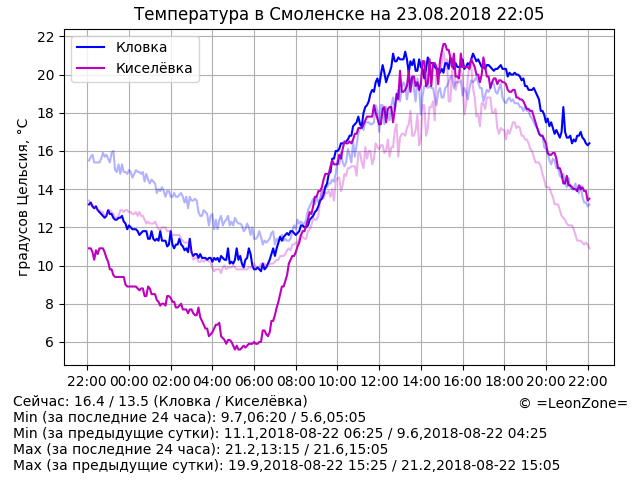 Температура в Смоленске на 23.08.2018 22:05
градусов Цельсия, °C
22
20
18
16
14
12
10
8
6
Кловка
Киселёвка
22:00 00:00 02:00 04:00 06:00 08:00 10:00 12:00 14:00 16:00 18:00 20:00 22:00
Сейчас: 16.4 / 13.5 (Кловка / Киселёвка)
© =LeonZone=
Min (за последние 24 часа): 9.7,06:20 / 5.6,05:05
Min (за предыдущие сутки): 11.1,2018-08-22 06:25 / 9.6,2018-08-22 04:25
Max (за последние 24 часа): 21.2,13:15 / 21.6,15:05
Max (за предыдущие сутки): 19.9,2018-08-22 15:25 / 21.2,2018-08-22 15:05